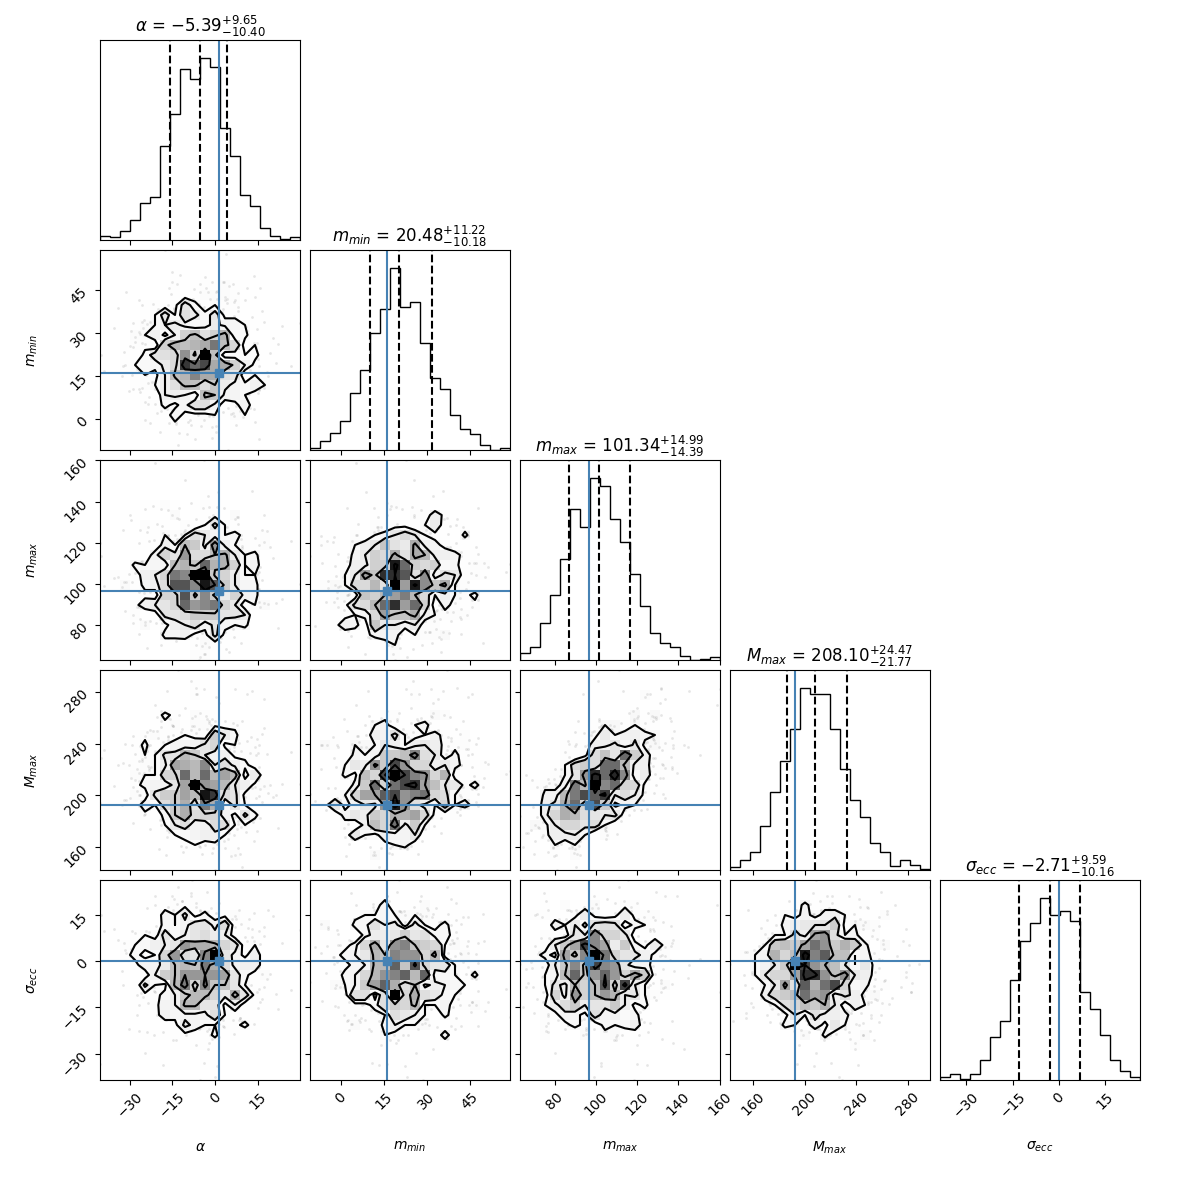 α = −5.39+9.65−10.40
m_min = 20.48+11.22−10.18
45
30
15
0
m_min
m_max = 101.34+14.99−14.39
160
140
120
100
80
m_max
M_max = 208.10+24.47−21.77
280
240
200
160
M_max
σ_ecc = −2.71+9.59−10.16
15
0
−15
−30
σ_ecc
−30 −15 0 15 0 15 30 45 80 100 120 140 160 160 200 240 280 −30 −15 0 15
α m_min m_max M_max σ_ecc